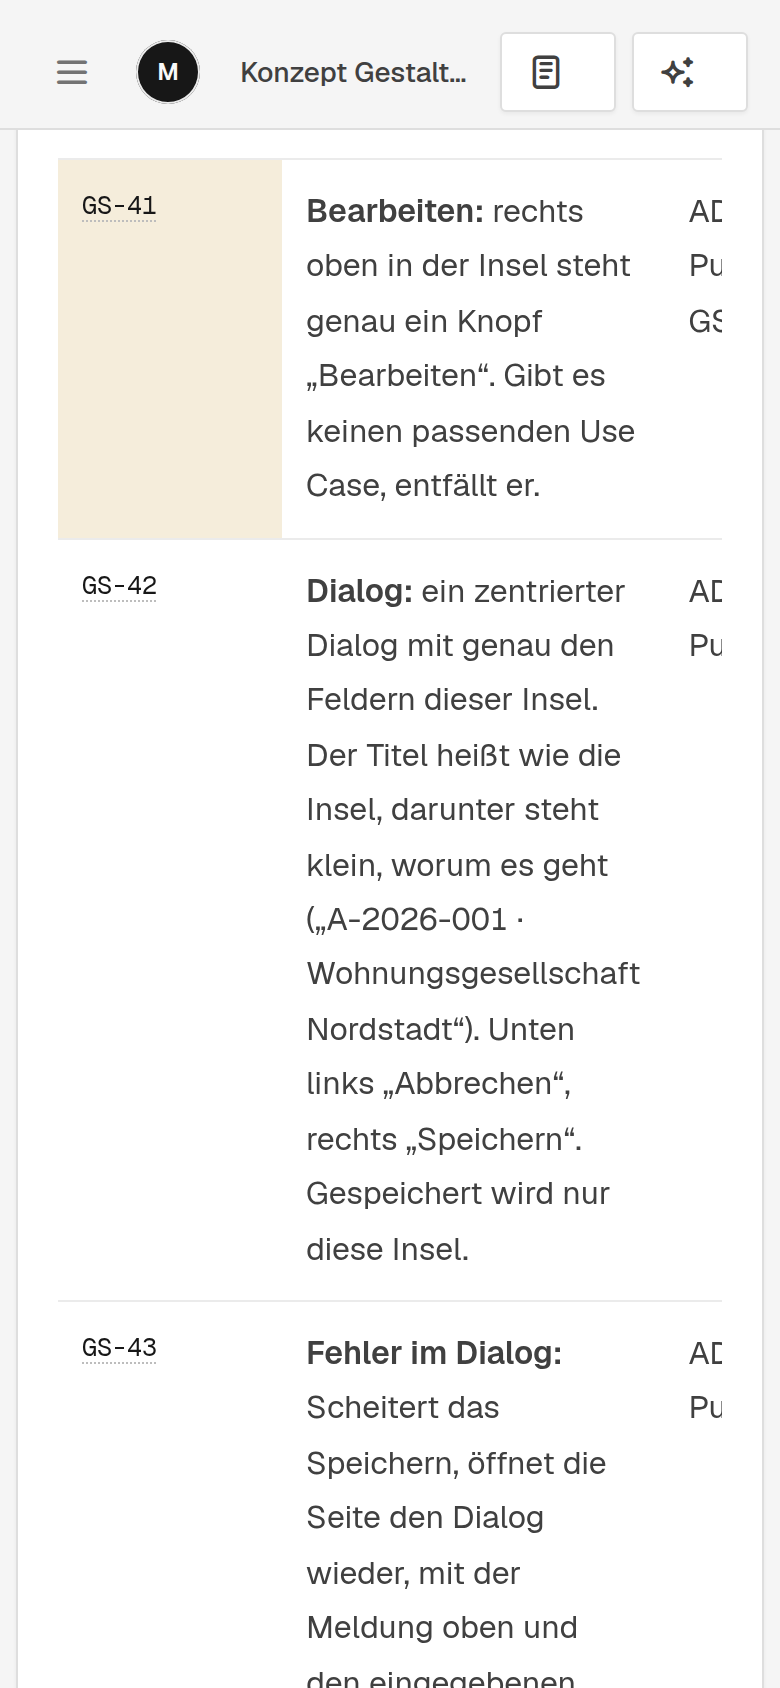 M
Konzept Gestalt...
GS-41
Bearbeiten: rechts
oben in der Insel steht
genau ein Knopf
„Bearbeiten“. Gibt es
keinen passenden Use
Case, entfällt er.
GS-42
Dialog: ein zentrierter
Dialog mit genau den
Feldern dieser Insel.
Der Titel heißt wie die
Insel, darunter steht
klein, worum es geht
(„A-2026-001 ·
Wohnungsgesellschaft
Nordstadt“). Unten
links „Abbrechen“,
rechts „Speichern“.
Gespeichert wird nur
diese Insel.
GS-43
Fehler im Dialog:
Scheitert das
Speichern, öffnet die
Seite den Dialog
wieder, mit der
Meldung oben und
den eingegebenen